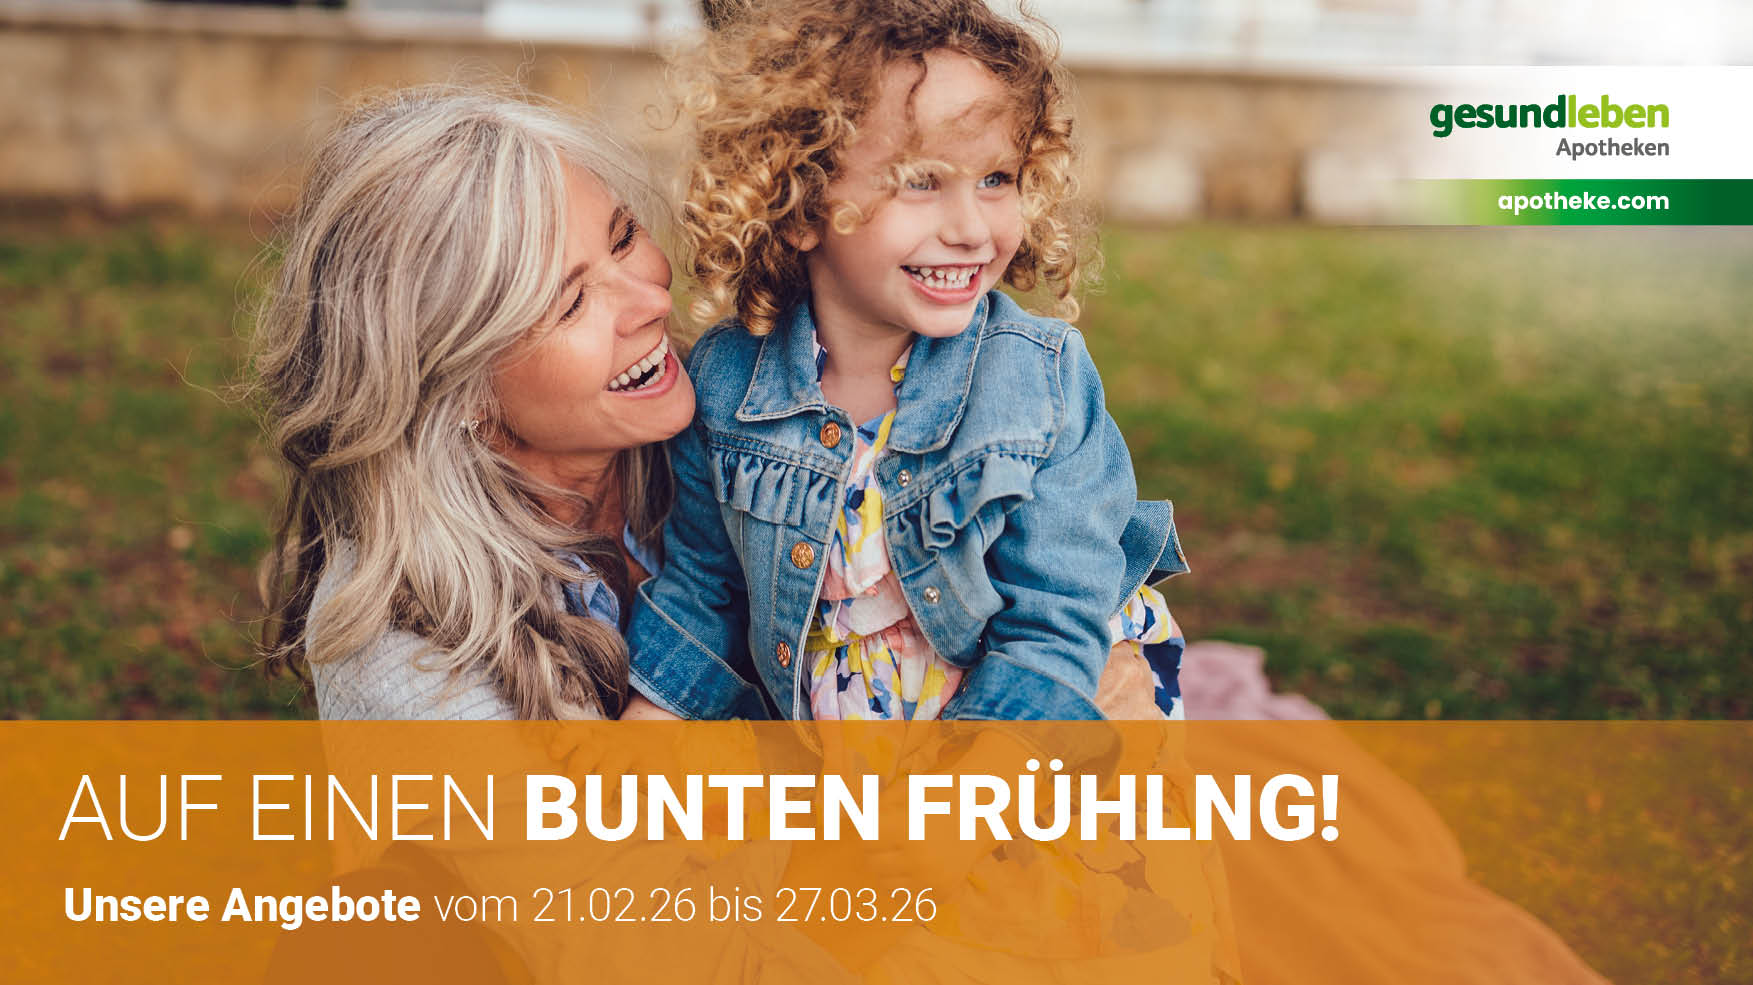 gesundleben
Apotheken
apotheke.com
AUF EINEN BUNTEN FRÜHLNG!
Unsere Angebote vom 21.02.26 bis 27.03.26